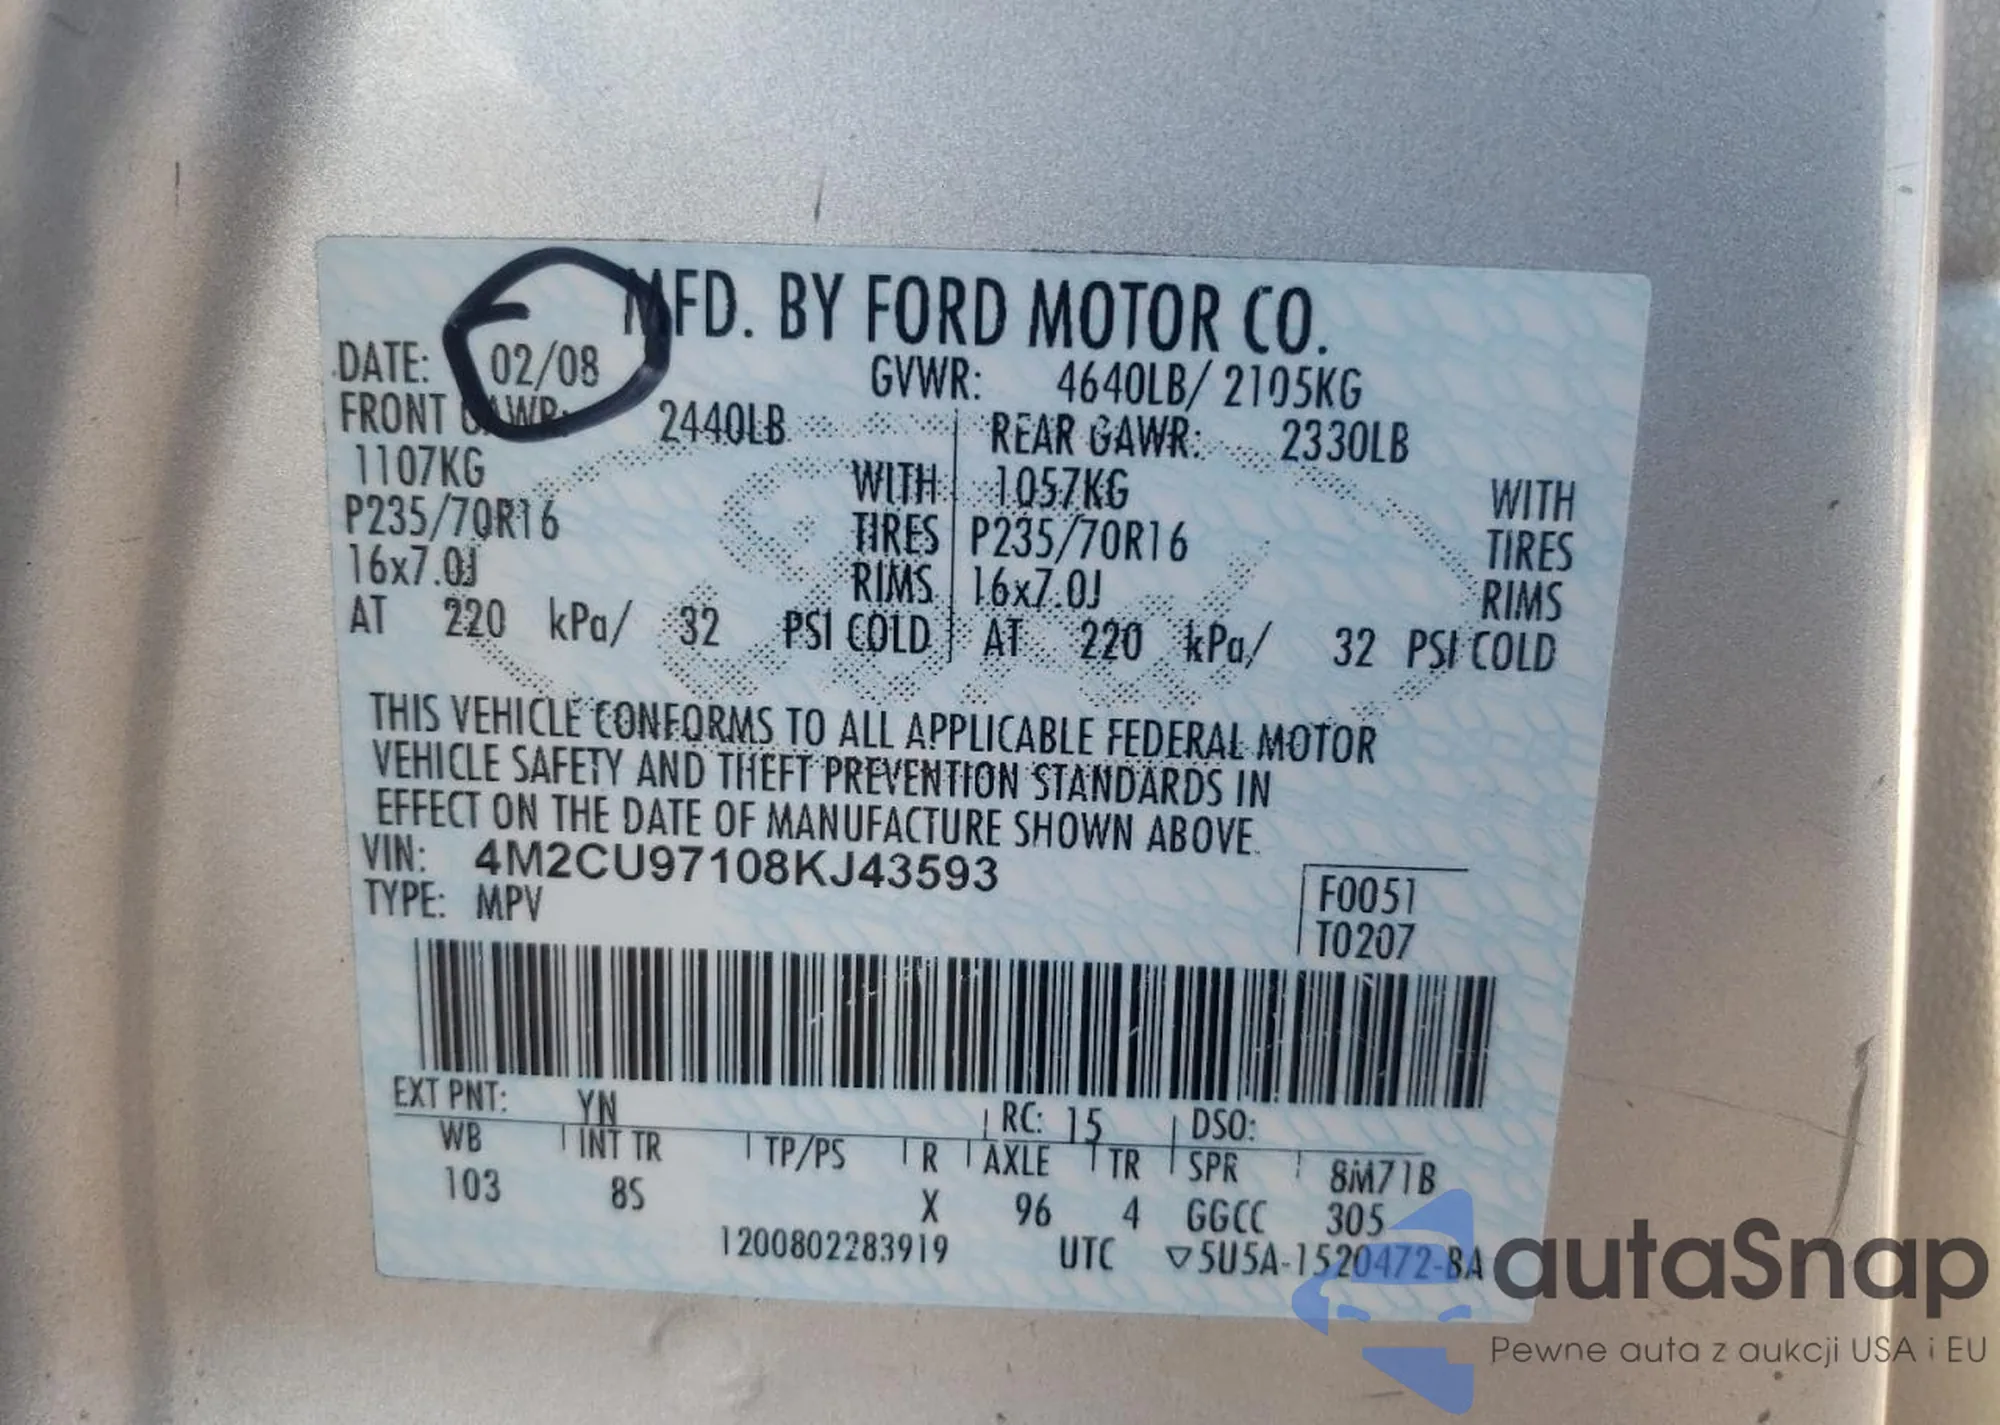 MFD. BY FORD MOTOR CO.
DATE: 02/08 GVWR: 4640LB/ 2105KG
FRONT GAWR: 2440LB REAR GAWR: 2330LB
1107KG WITH 1057KG WITH
P235/70R16 TIRES P235/70R16 TIRES
16x7.0J RIMS 16x7.0J RIMS
AT 220 kPa/ 32 PSI COLD AT 220 kPa/ 32 PSI COLD
THIS VEHICLE CONFORMS TO ALL APPLICABLE FEDERAL MOTOR
VEHICLE SAFETY AND THEFT PREVENTION STANDARDS IN
EFFECT ON THE DATE OF MANUFACTURE SHOWN ABOVE.
VIN: 4M2CU97108KJ43593
TYPE: MPV
F0051
T0207
EXT PNT: YN RC: 15 DSO:
WB INT TR TP/PS R AXLE TR SPR 8M71B
103 8S X 96 4 GGCC 305
1200802283919 UTC ▽5U5A-1520472-BA
autaSnap
Pewne auta z aukcji USA i EU